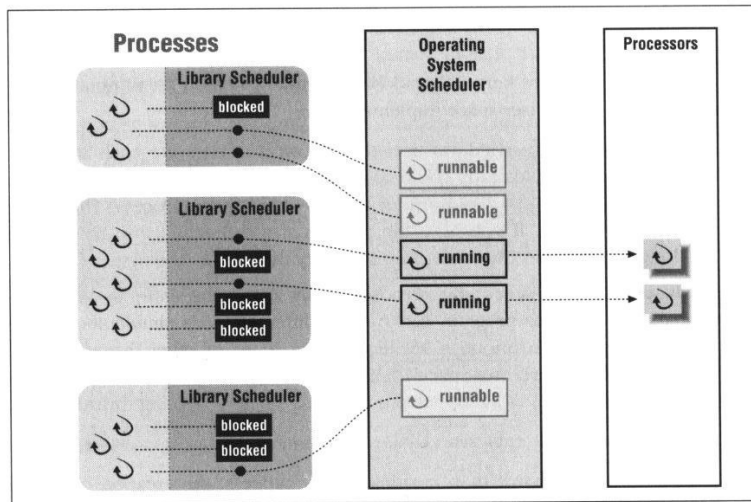 Processes
Library Scheduler
blocked
Library Scheduler
blocked
blocked
blocked
Library Scheduler
blocked
blocked
Operating
System
Scheduler
runnable
runnable
running
running
runnable
Processors